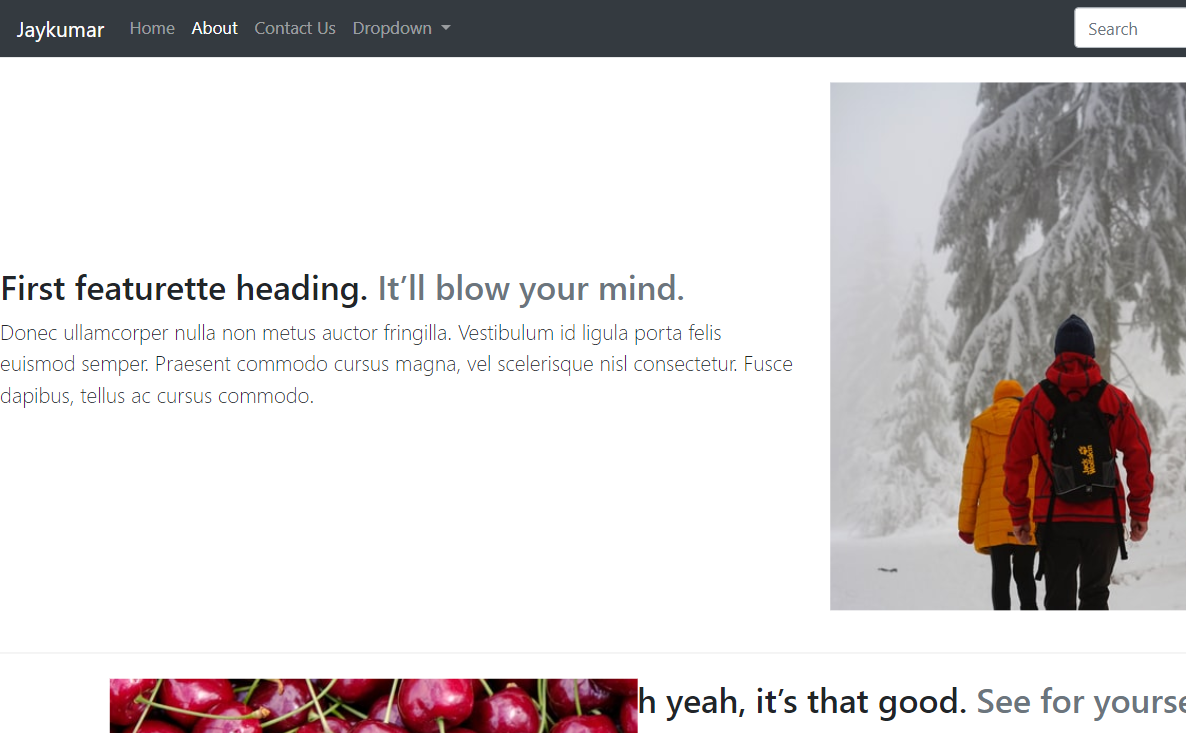 Jaykumar Home About Contact Us Dropdown Search
First featurette heading. It’ll blow your mind.
Donec ullamcorper nulla non metus auctor fringilla. Vestibulum id ligula porta felis
euismod semper. Praesent commodo cursus magna, vel scelerisque nisl consectetur. Fusce
dapibus, tellus ac cursus commodo.
Jack
Wolfskin
h yeah, it’s that good. See for yourse